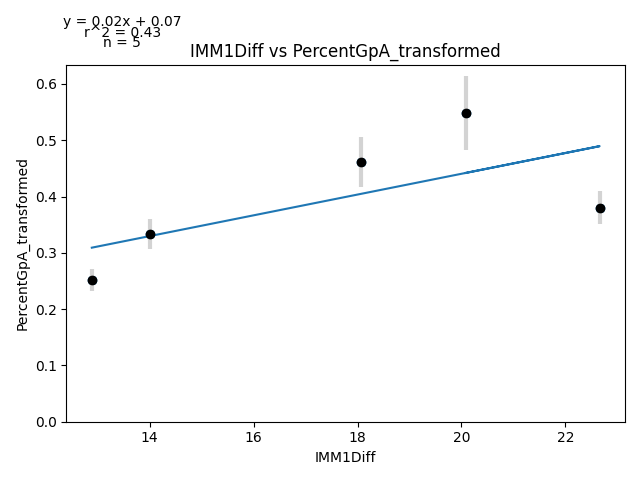 y = 0.02x + 0.07
r^2 = 0.43
n = 5
IMM1Diff vs PercentGpA_transformed
PercentGpA_transformed
0.6
0.5
0.4
0.3
0.2
0.1
0.0
14 16 18 20 22
IMM1Diff